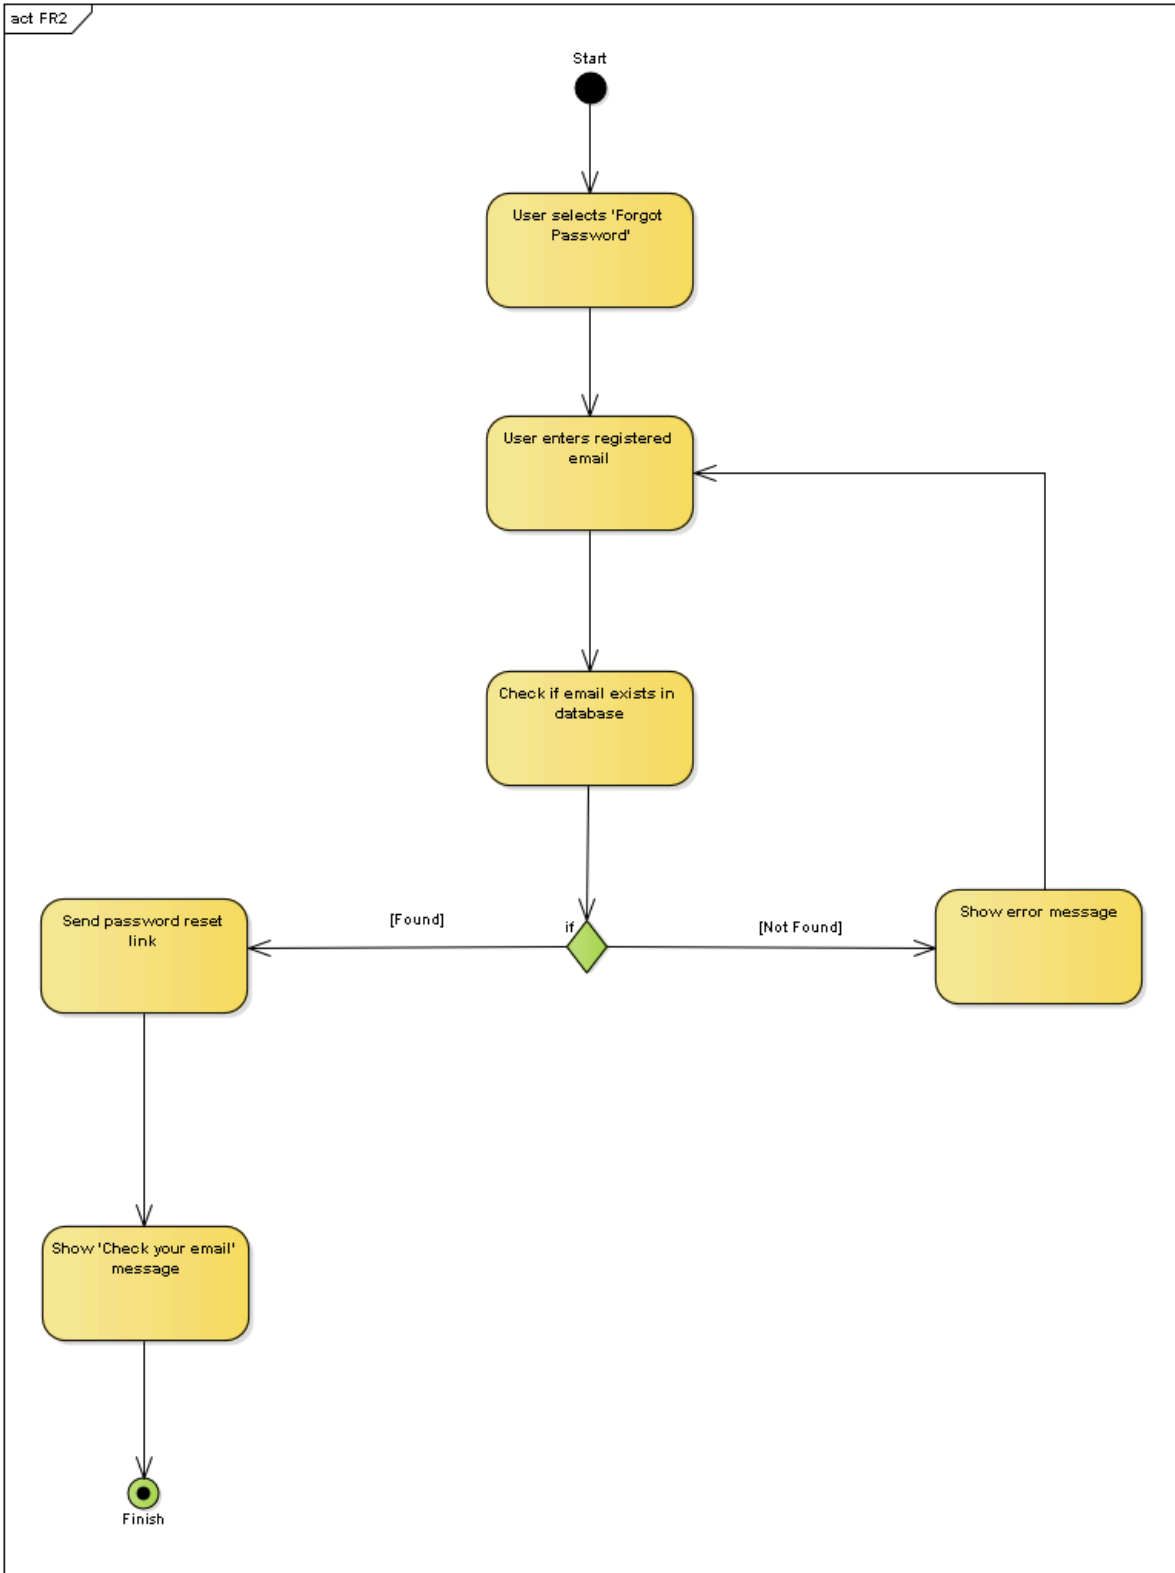 act FR2
Start
User selects 'Forgot
Password'
User enters registered
email
Check if email exists in
database
if
[Found]
[Not Found]
Send password reset
link
Show error message
Show 'Check your email'
message
Finish